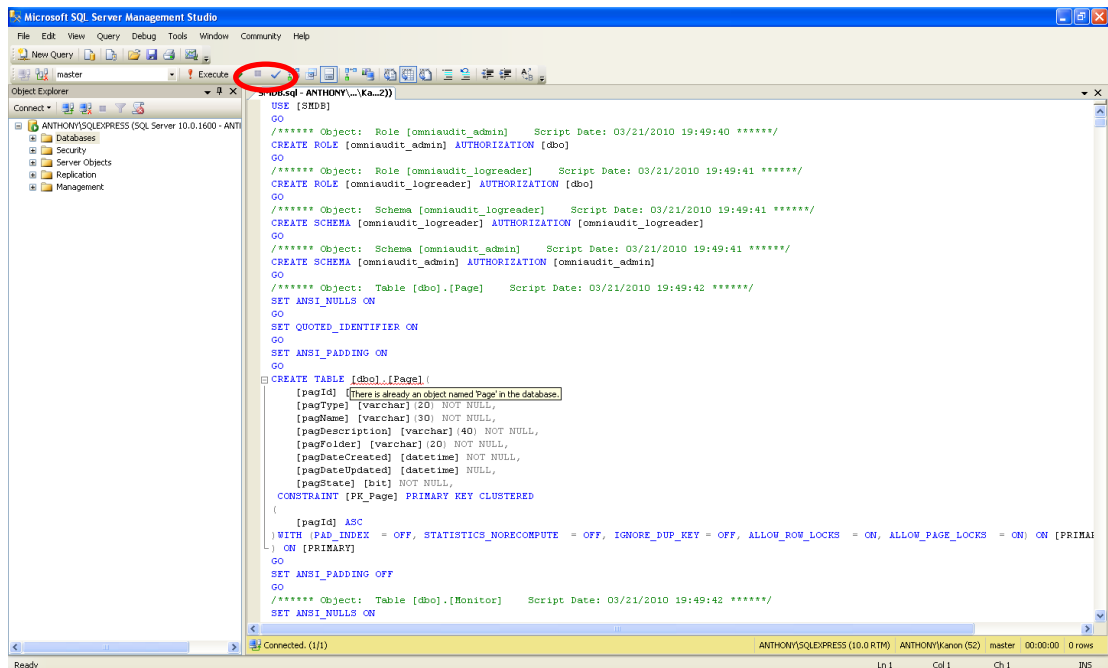 Microsoft SQL Server Management Studio
File Edit View Query Debug Tools Window Community Help
New Query
master Execute
Object Explorer
SMDB.sql - ANTHONY\...\Ka...2))
Connect
ANTHONY\SQLEXPRESS (SQL Server 10.0.1600 - ANTH
Databases
Security
Server Objects
Replication
Management
USE [SMDB]
GO
/****** Object: Role [omniaudit_admin] Script Date: 03/21/2010 19:49:40 ******/
CREATE ROLE [omniaudit_admin] AUTHORIZATION [dbo]
GO
/****** Object: Role [omniaudit_logreader] Script Date: 03/21/2010 19:49:41 ******/
CREATE ROLE [omniaudit_logreader] AUTHORIZATION [dbo]
GO
/****** Object: Schema [omniaudit_logreader] Script Date: 03/21/2010 19:49:41 ******/
CREATE SCHEMA [omniaudit_logreader] AUTHORIZATION [omniaudit_logreader]
GO
/****** Object: Schema [omniaudit_admin] Script Date: 03/21/2010 19:49:41 ******/
CREATE SCHEMA [omniaudit_admin] AUTHORIZATION [omniaudit_admin]
GO
/****** Object: Table [dbo].[Page] Script Date: 03/21/2010 19:49:42 ******/
SET ANSI_NULLS ON
GO
SET QUOTED_IDENTIFIER ON
GO
SET ANSI_PADDING ON
GO
CREATE TABLE [dbo].[Page](
[pagId] [
There is already an object named 'Page' in the database.
[pagType] [varchar](20) NOT NULL,
[pagName] [varchar](30) NOT NULL,
[pagDescription] [varchar](40) NOT NULL,
[pagFolder] [varchar](20) NOT NULL,
[pagDateCreated] [datetime] NOT NULL,
[pagDateUpdated] [datetime] NULL,
[pagState] [bit] NOT NULL,
CONSTRAINT [PK_Page] PRIMARY KEY CLUSTERED
(
[pagId] ASC
)WITH (PAD_INDEX = OFF, STATISTICS_NORECOMPUTE = OFF, IGNORE_DUP_KEY = OFF, ALLOW_ROW_LOCKS = ON, ALLOW_PAGE_LOCKS = ON) ON [PRIMAR
) ON [PRIMARY]
GO
SET ANSI_PADDING OFF
GO
/****** Object: Table [dbo].[Monitor] Script Date: 03/21/2010 19:49:42 ******/
SET ANSI_NULLS ON
Connected. (1/1) ANTHONY\SQLEXPRESS (10.0 RTM) ANTHONY\Kanon (52) master 00:00:00 0 rows
Ready Ln 1 Col 1 Ch 1 INS